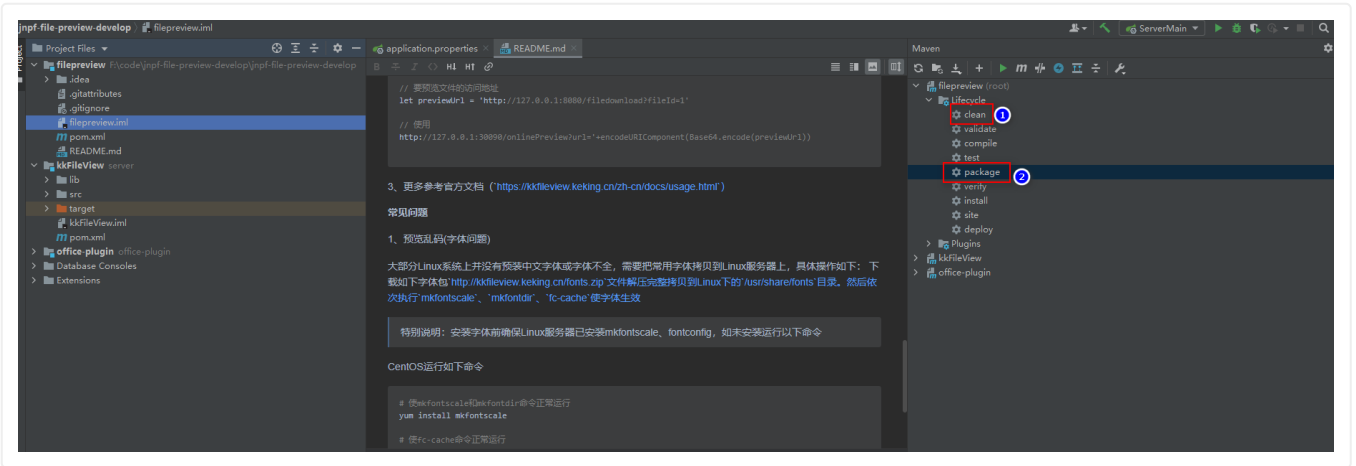 jnpf-file-preview-develop filepreview.iml
ServerMain
Project
Project Files
filepreview F:\code\jnpf-file-preview-develop\jnpf-file-preview-develop
.idea
.gitattributes
.gitignore
filepreview.iml
pom.xml
README.md
kkFileView server
lib
src
target
kkFileView.iml
pom.xml
office-plugin office-plugin
Database Consoles
Extensions
application.properties
README.md
B I <> H↓ H↑
// 要预览文件的访问地址
let previewUrl = 'http://127.0.0.1:8080/filedownload?fileId=1'
// 使用
http://127.0.0.1:30090/onlinePreview?url='+encodeURIComponent(Base64.encode(previewUrl))
3、更多参考官方文档（`https://kkfileview.keking.cn/zh-cn/docs/usage.html`）
常见问题
1、预览乱码(字体问题)
大部分Linux系统上并没有预装中文字体或字体不全，需要把常用字体拷贝到Linux服务器上，具体操作如下： 下
载如下字体包`http://kkfileview.keking.cn/fonts.zip`文件解压完整拷贝到Linux下的`/usr/share/fonts`目录。然后依
次执行`mkfontscale`、`mkfontdir`、`fc-cache`使字体生效
特别说明：安装字体前确保Linux服务器已安装mkfontscale、fontconfig，如未安装运行以下命令
CentOS运行如下命令
# 使mkfontscale和mkfontdir命令正常运行
yum install mkfontscale
# 使fc-cache命令正常运行
Maven
m
filepreview (root)
Lifecycle
clean 1
validate
compile
test
package 2
verify
install
site
deploy
Plugins
kkFileView
office-plugin